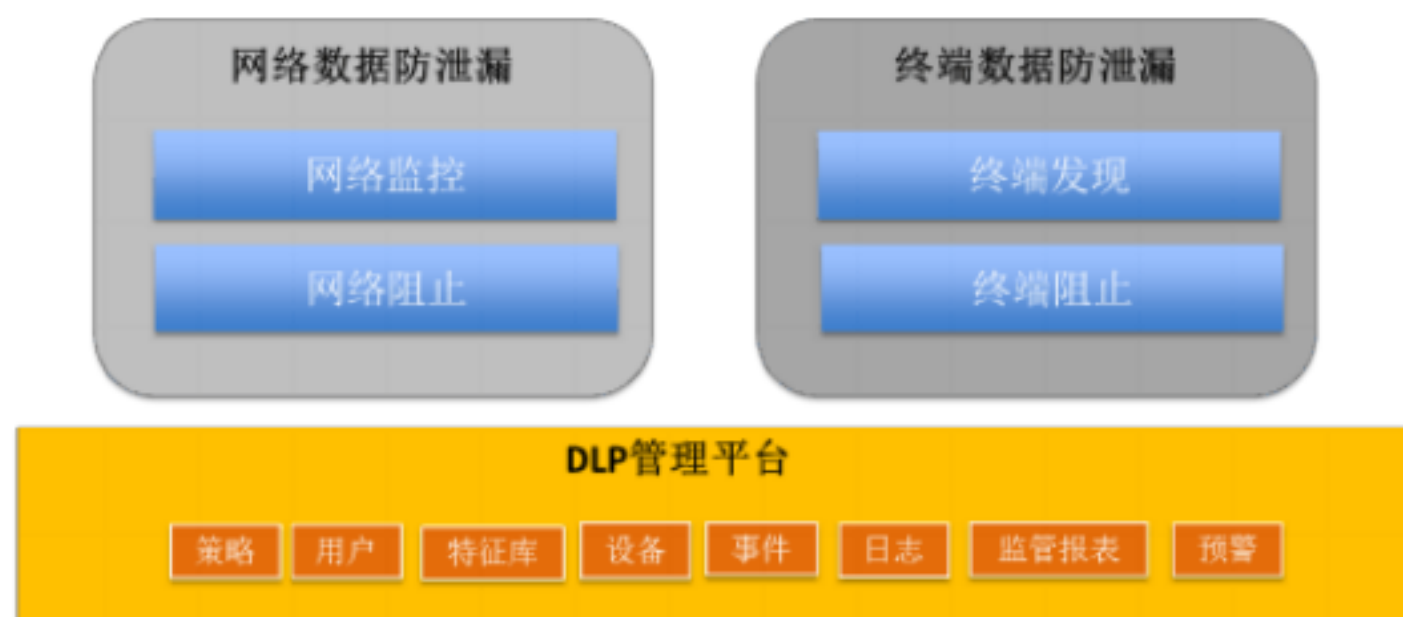 网络数据防泄漏
网络监控
网络阻止
终端数据防泄漏
终端发现
终端阻止
DLP管理平台
策略 用户 特征库 设备 事件 日志 监管报表 预警